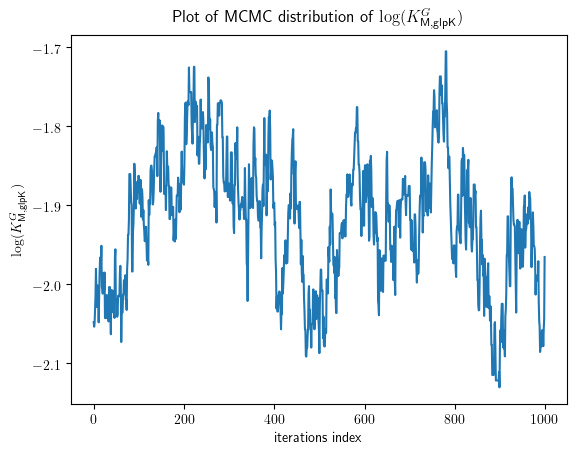 Plot of MCMC distribution of log(K^G_M,glpK)
log(K^G_M,glpK)
−1.7
−1.8
−1.9
−2.0
−2.1
0 200 400 600 800 1000
iterations index